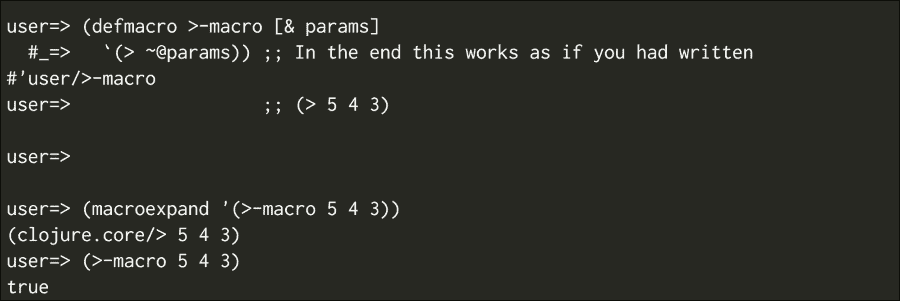 user=> (defmacro >-macro [& params]
  #_=>   `(> ~@params)) ;; In the end this works as if you had written
#'user/>-macro
user=>                  ;; (> 5 4 3)
user=>
user=> (macroexpand '(>-macro 5 4 3))
(clojure.core/> 5 4 3)
user=> (>-macro 5 4 3)
true